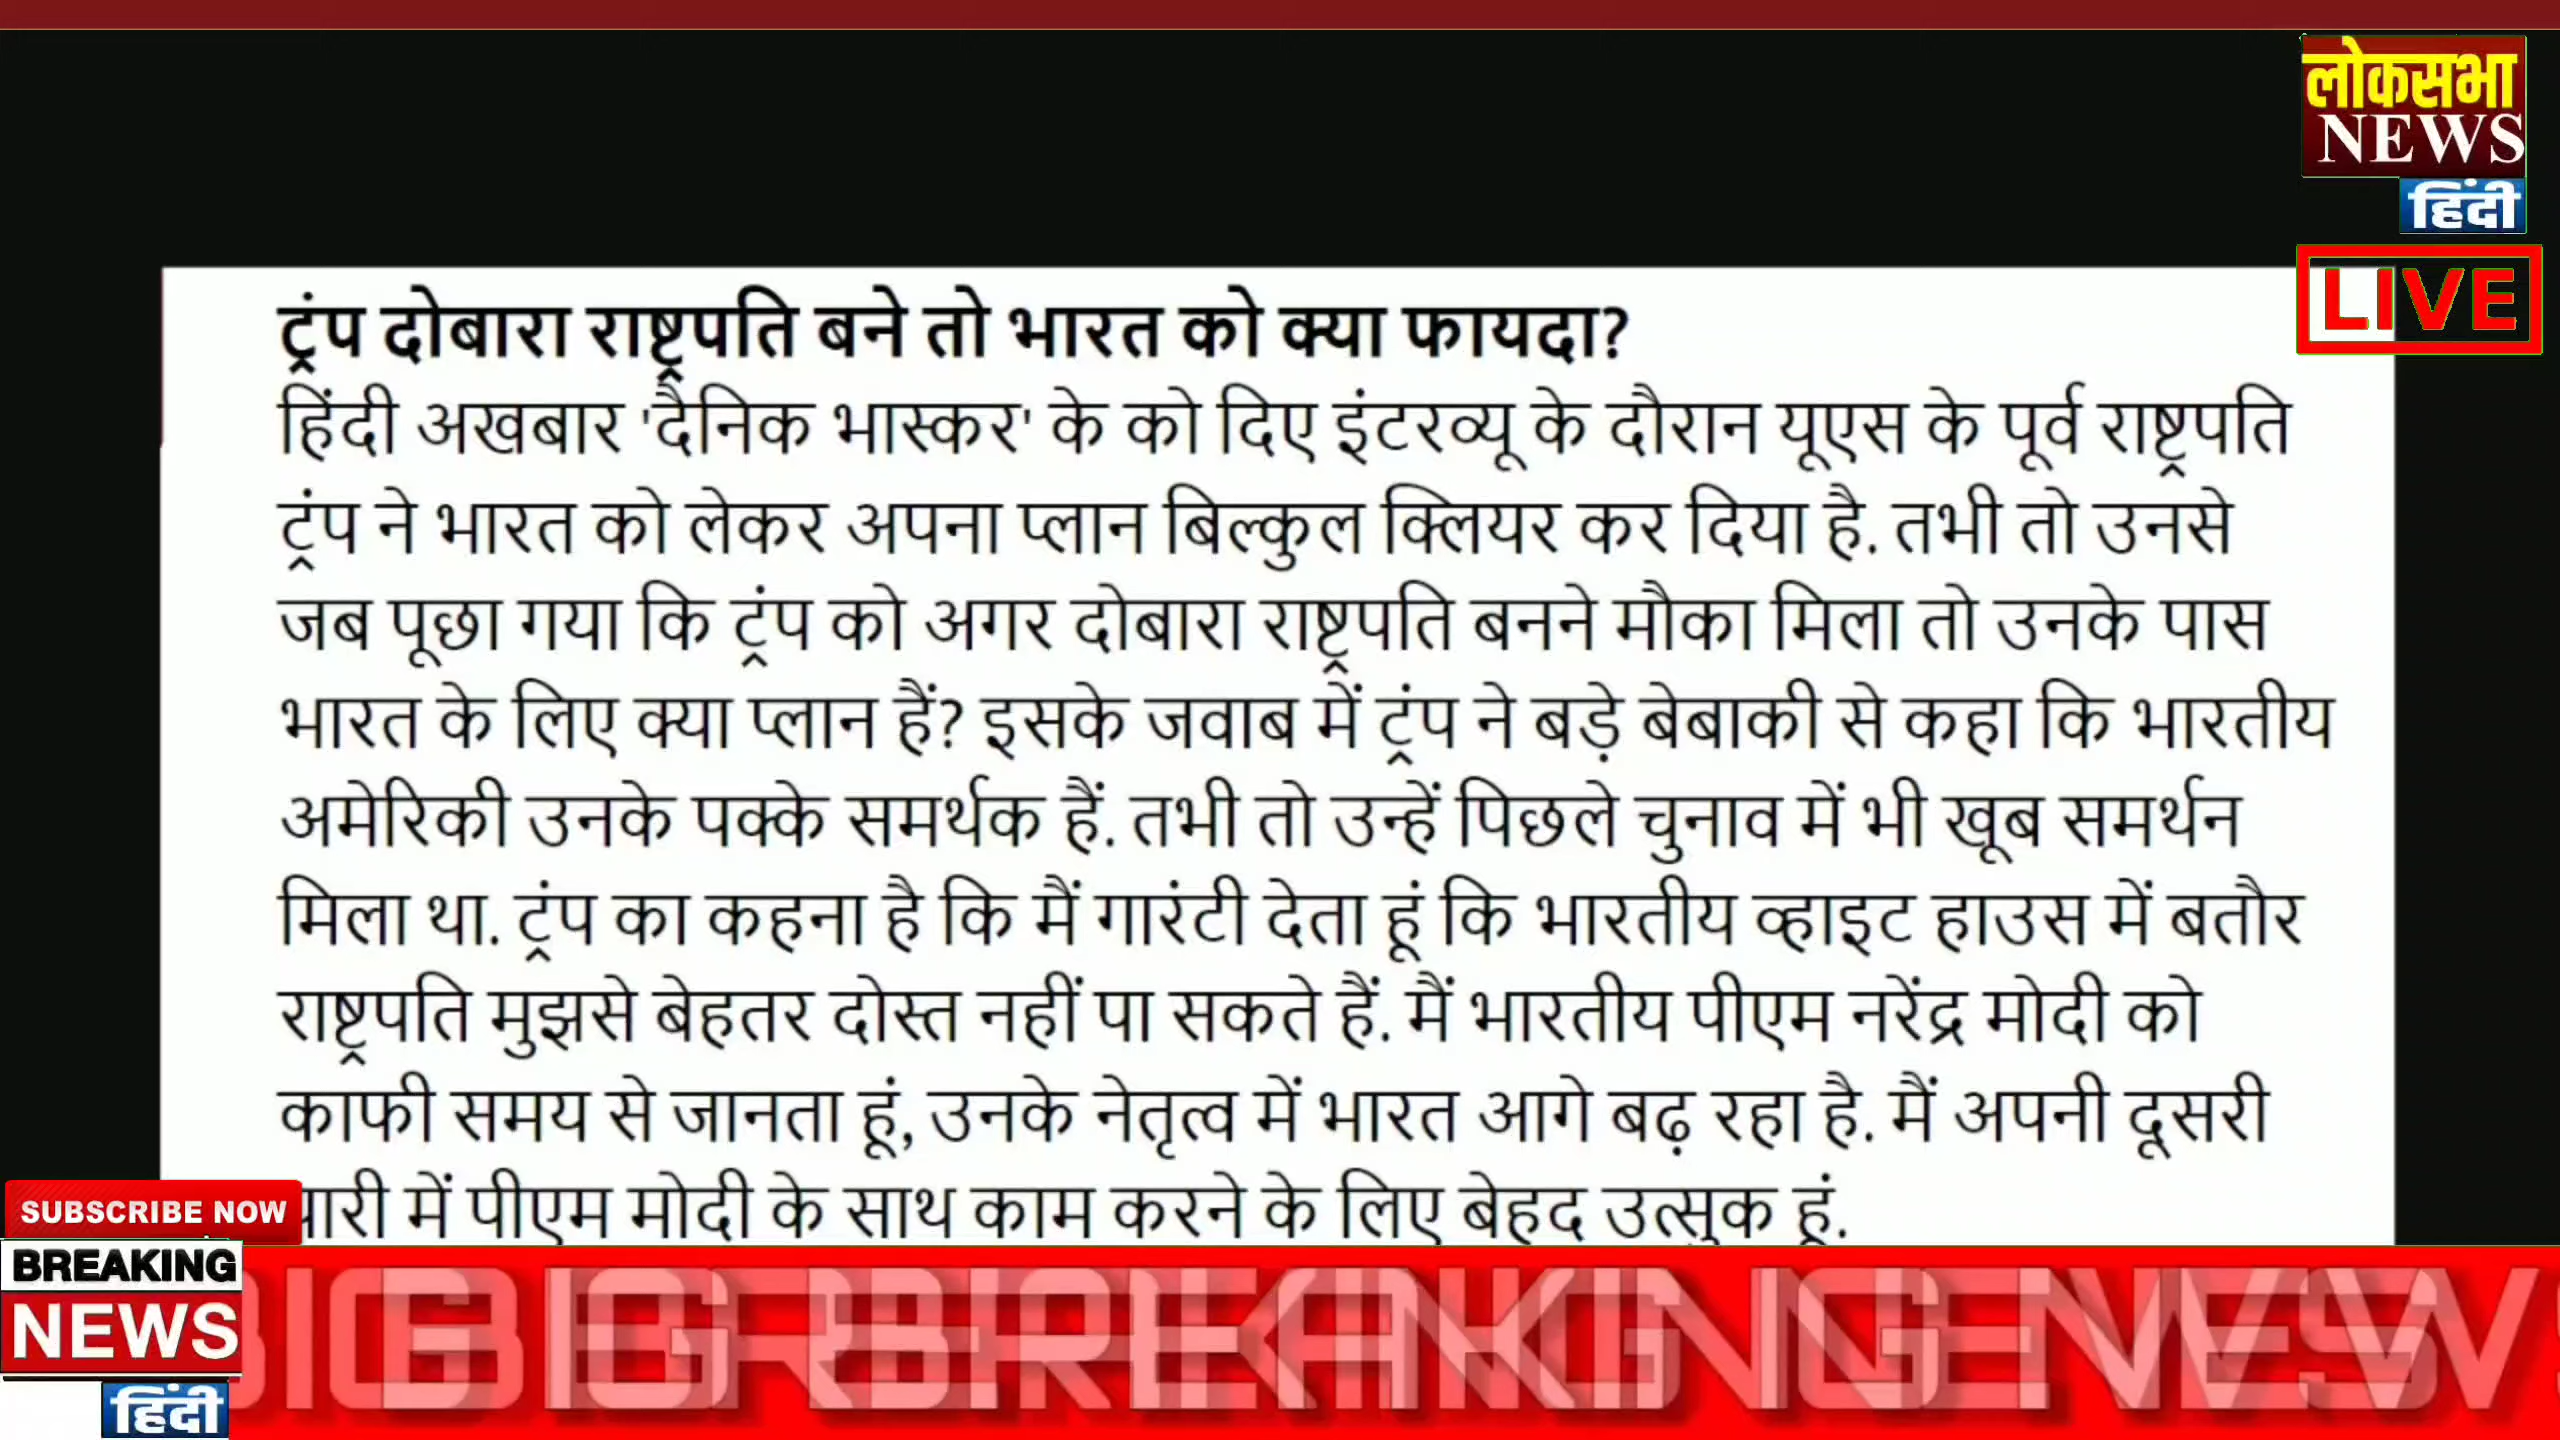 लोकसभा
NEWS
हिंदी
LIVE
ट्रंप दोबारा राष्ट्रपति बने तो भारत को क्या फायदा?
हिंदी अखबार 'दैनिक भास्कर' के को दिए इंटरव्यू के दौरान यूएस के पूर्व राष्ट्रपति
ट्रंप ने भारत को लेकर अपना प्लान बिल्कुल क्लियर कर दिया है. तभी तो उनसे
जब पूछा गया कि ट्रंप को अगर दोबारा राष्ट्रपति बनने मौका मिला तो उनके पास
भारत के लिए क्या प्लान हैं? इसके जवाब में ट्रंप ने बड़े बेबाकी से कहा कि भारतीय
अमेरिकी उनके पक्के समर्थक हैं. तभी तो उन्हें पिछले चुनाव में भी खूब समर्थन
मिला था. ट्रंप का कहना है कि मैं गारंटी देता हूं कि भारतीय व्हाइट हाउस में बतौर
राष्ट्रपति मुझसे बेहतर दोस्त नहीं पा सकते हैं. मैं भारतीय पीएम नरेंद्र मोदी को
काफी समय से जानता हूं, उनके नेतृत्व में भारत आगे बढ़ रहा है. मैं अपनी दूसरी
में पीएम मोदी के साथ काम करने के लिए बेहद उत्सुक हूं.
SUBSCRIBE NOW
BREAKING
NEWS
हिंदी